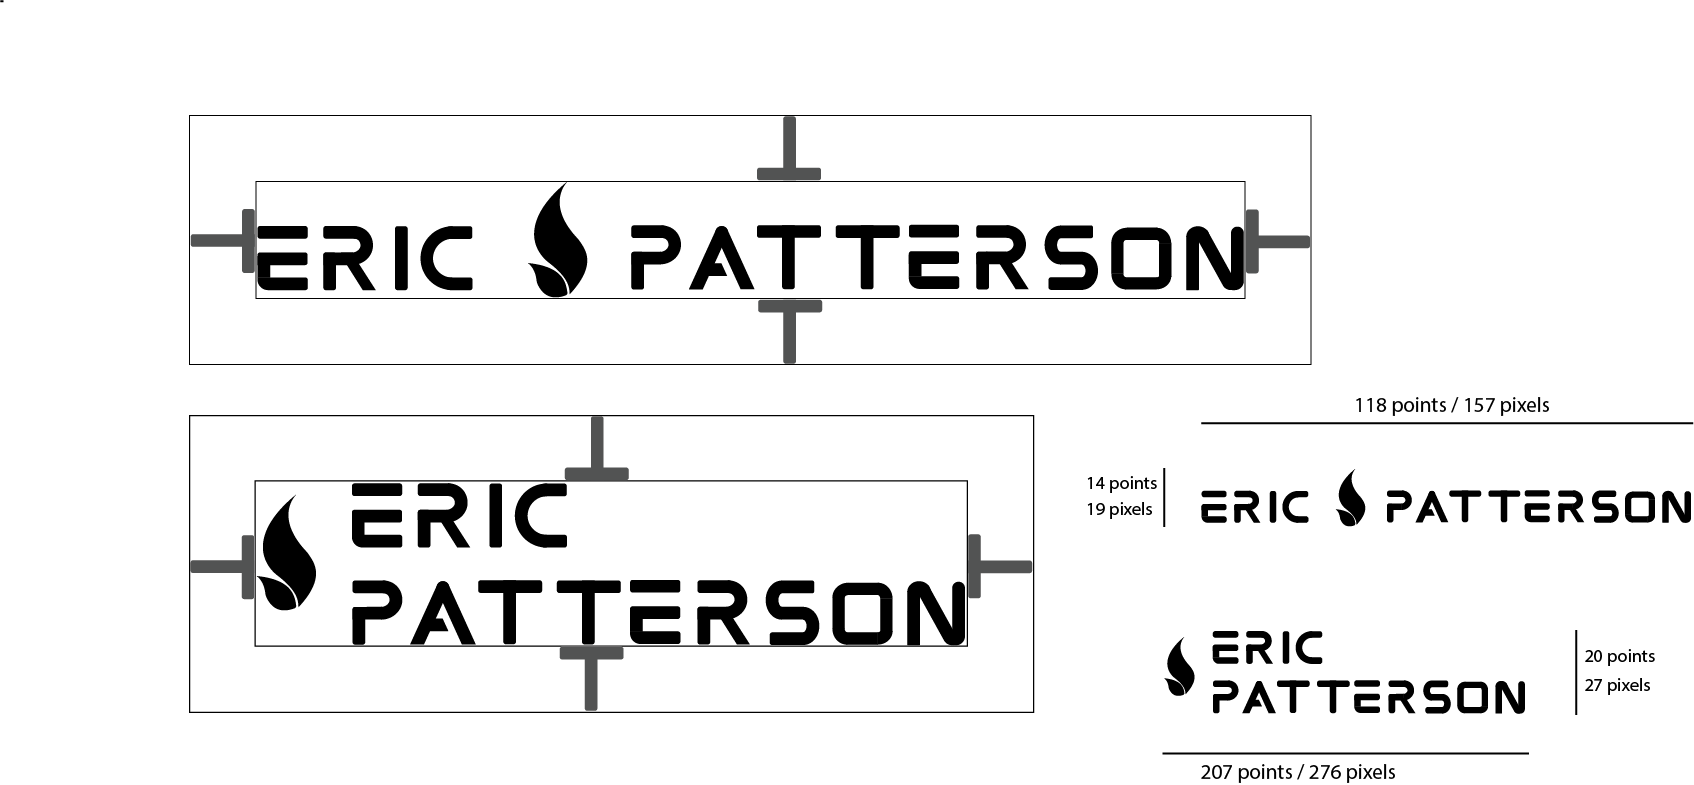 ERIC PATTERSON
ERIC
PATTERSON
118 points / 157 pixels
14 points
19 pixels
ERIC PATTERSON
ERIC
PATTERSON
20 points
27 pixels
207 points / 276 pixels